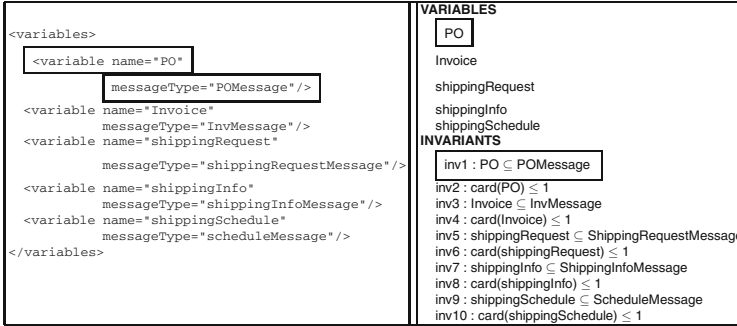 <variables>
<variable name="PO"
messageType="POMessage"/>
<variable name="Invoice"
messageType="InvMessage"/>
<variable name="shippingRequest"
messageType="shippingRequestMessage"/>
<variable name="shippingInfo"
messageType="shippingInfoMessage"/>
<variable name="shippingSchedule"
messageType="scheduleMessage"/>
</variables>
VARIABLES
PO
Invoice
shippingRequest
shippingInfo
shippingSchedule
INVARIANTS
inv1 : PO ⊆ POMessage
inv2 : card(PO) ≤ 1
inv3 : Invoice ⊆ InvMessage
inv4 : card(Invoice) ≤ 1
inv5 : shippingRequest ⊆ ShippingRequestMessage
inv6 : card(shippingRequest) ≤ 1
inv7 : shippingInfo ⊆ ShippingInfoMessage
inv8 : card(shippingInfo) ≤ 1
inv9 : shippingSchedule ⊆ ScheduleMessage
inv10 : card(shippingSchedule) ≤ 1